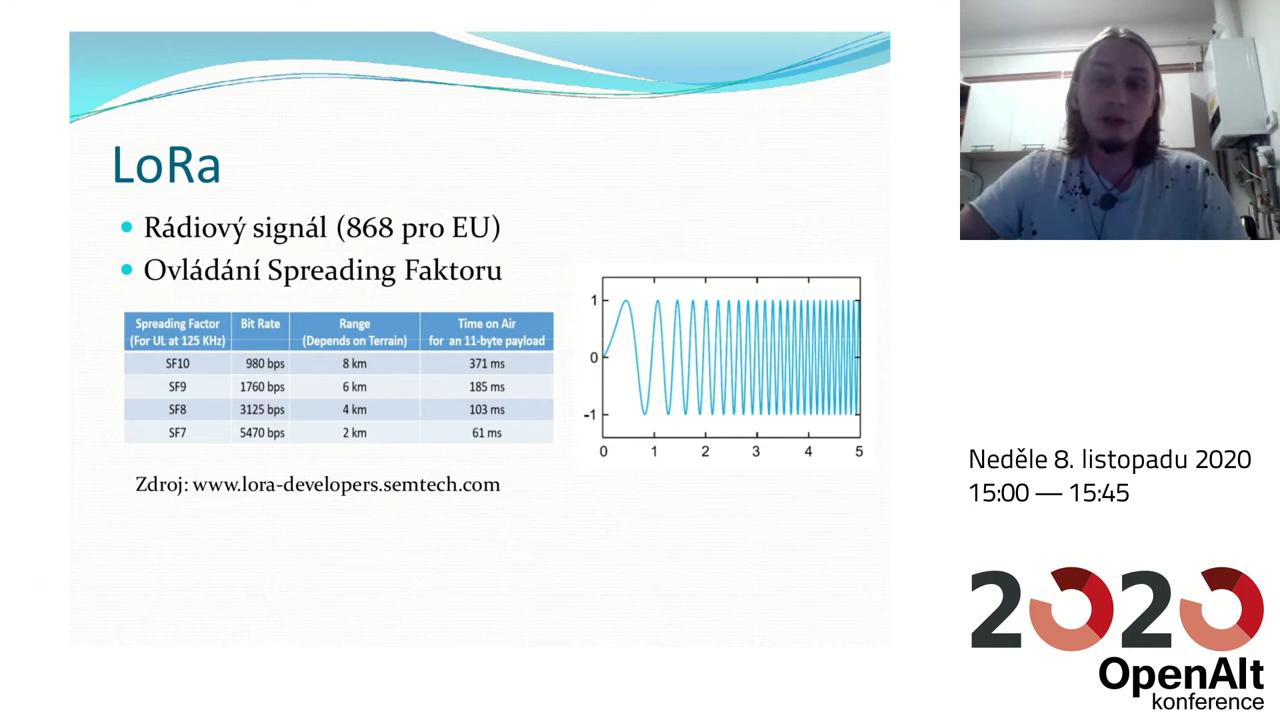 LoRa
Rádiový signál (868 pro EU)
Ovládání Spreading Faktoru
Spreading Factor Bit Rate Range Time on Air
(For UL at 125 KHz) (Depends on Terrain) for an 11-byte payload
SF10 980 bps 8 km 371 ms
SF9 1760 bps 6 km 185 ms
SF8 3125 bps 4 km 103 ms
SF7 5470 bps 2 km 61 ms
Zdroj: www.lora-developers.semtech.com
1
0
-1
0 1 2 3 4 5
Neděle 8. listopadu 2020
15:00 — 15:45
2020
OpenAlt
konference